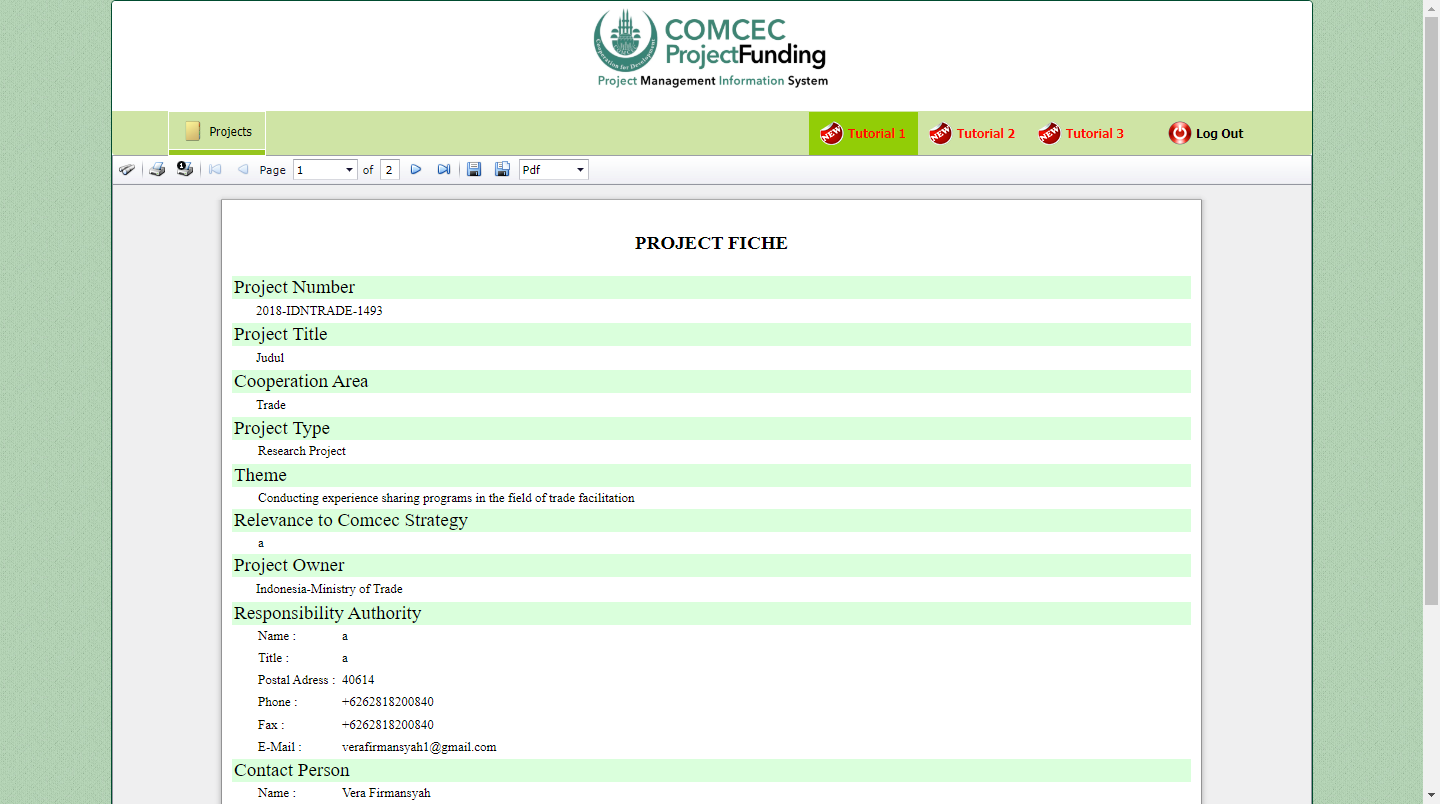 Cooperation for Development
COMCEC
ProjectFunding
Project Management Information System
Projects
NEW Tutorial 1
NEW Tutorial 2
NEW Tutorial 3
Log Out
1
Page 1 of 2 Pdf
PROJECT FICHE
Project Number
2018-IDNTRADE-1493
Project Title
Judul
Cooperation Area
Trade
Project Type
Research Project
Theme
Conducting experience sharing programs in the field of trade facilitation
Relevance to Comcec Strategy
a
Project Owner
Indonesia-Ministry of Trade
Responsibility Authority
Name : a
Title : a
Postal Adress : 40614
Phone : +6262818200840
Fax : +6262818200840
E-Mail : verafirmansyah1@gmail.com
Contact Person
Name : Vera Firmansyah